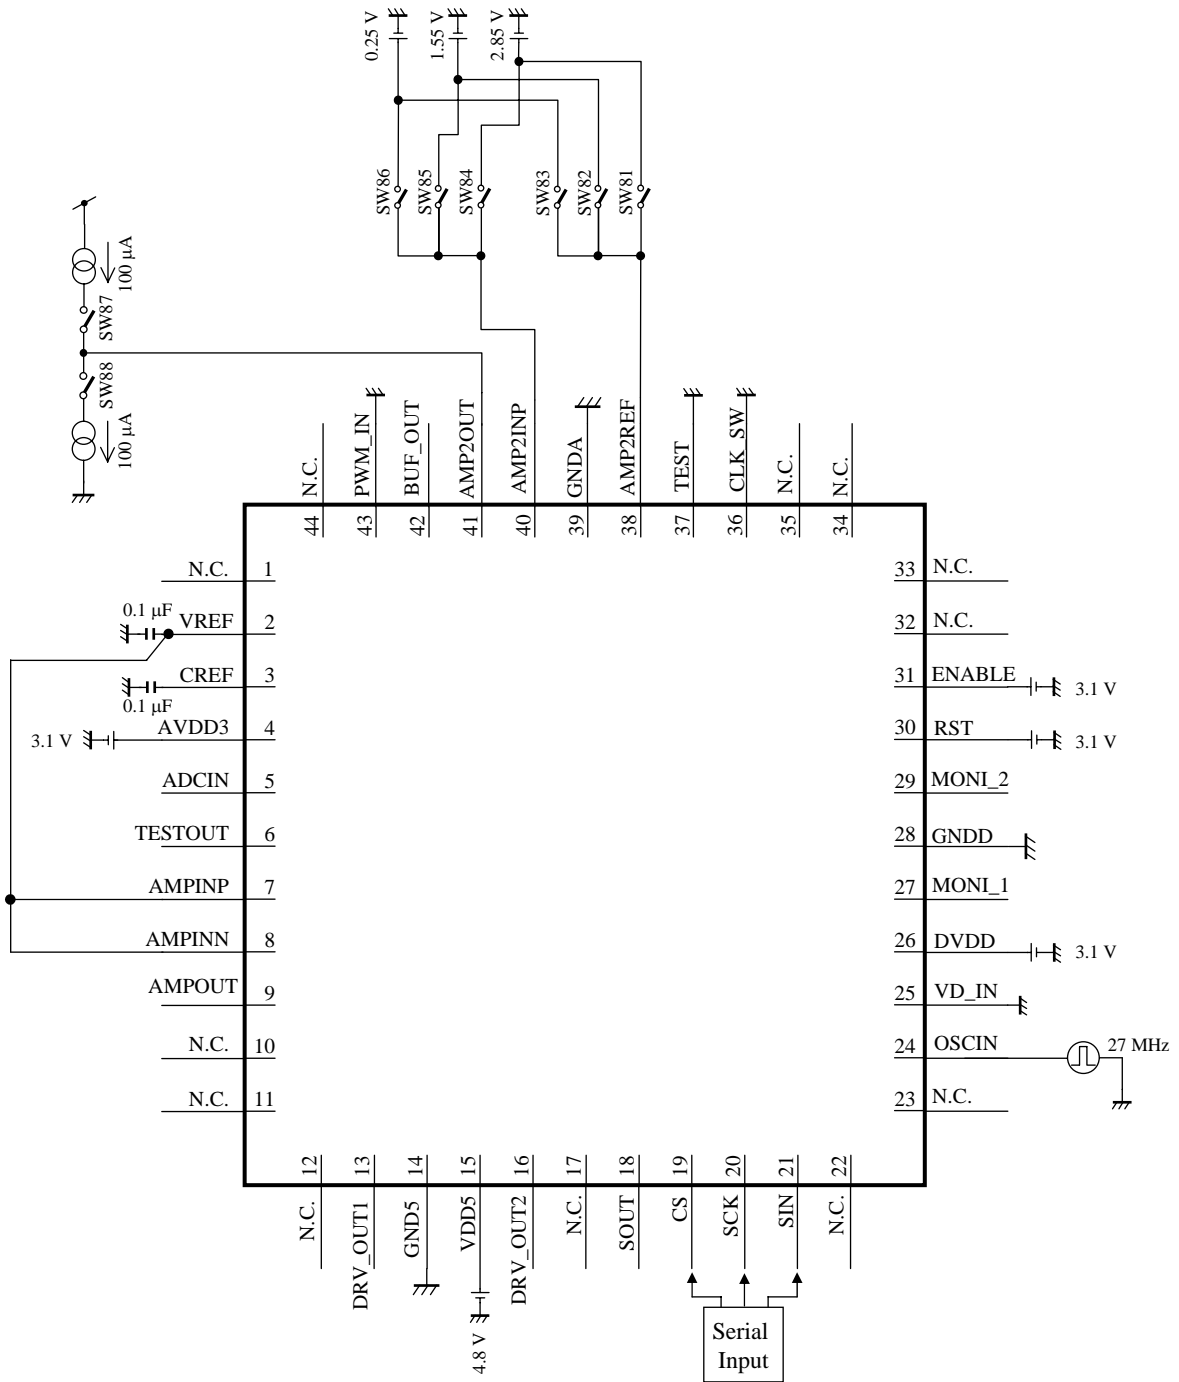 0.25 V
1.55 V
2.85 V
SW86
SW85
SW84
SW83
SW82
SW81
100 μA
SW87
SW88
100 μA
N.C.
PWM_IN
BUF_OUT
AMP2OUT
AMP2INP
GNDA
AMP2REF
TEST
CLK_SW
N.C.
N.C.
44
43
42
41
40
39
38
37
36
35
34
N.C. 1
0.1 μF
VREF 2
CREF 3
0.1 μF
3.1 V AVDD3 4
ADCIN 5
TESTOUT 6
AMPINP 7
AMPINN 8
AMPOUT 9
N.C. 10
N.C. 11
33 N.C.
32 N.C.
31 ENABLE 3.1 V
30 RST 3.1 V
29 MONI_2
28 GNDD
27 MONI_1
26 DVDD 3.1 V
25 VD_IN
24 OSCIN 27 MHz
23 N.C.
12
13
14
15
16
17
18
19
20
21
22
N.C.
DRV_OUT1
GND5
VDD5
DRV_OUT2
N.C.
SOUT
CS
SCK
SIN
N.C.
4.8 V
Serial
Input